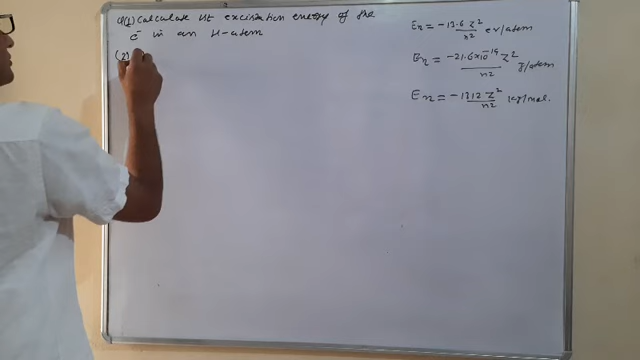 Q(1) Calculate Ist excitation energy of the
e⁻ in an H-atom
(2)
En = -13.6 Z²/n² ev/atom
En = -21.6×10⁻¹⁹ Z²/n² J/atom
En = -1312 Z²/n² kJ/mol.